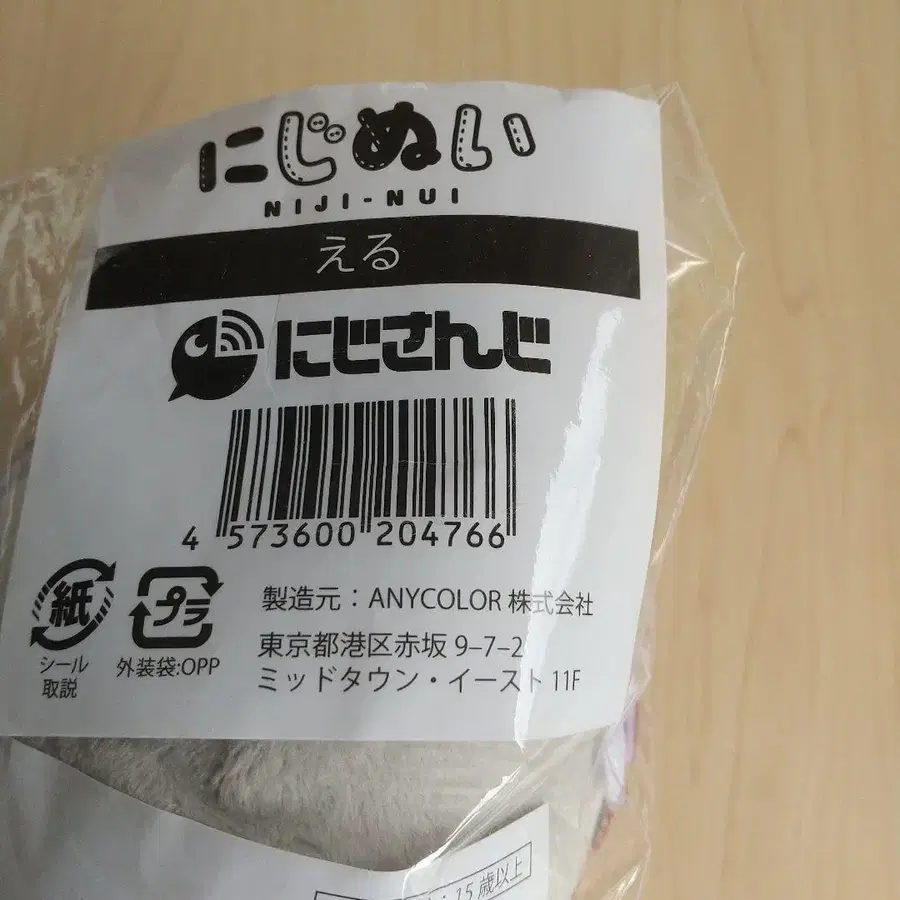 にじぬい
NIJI-NUI
える
にじさんじ
4 573600 204766
紙
シール
取説
プラ
外装袋:OPP
製造元：ANYCOLOR 株式会社
東京都港区赤坂 9–7–2
ミッドタウン・イースト 11F
15 歳以上